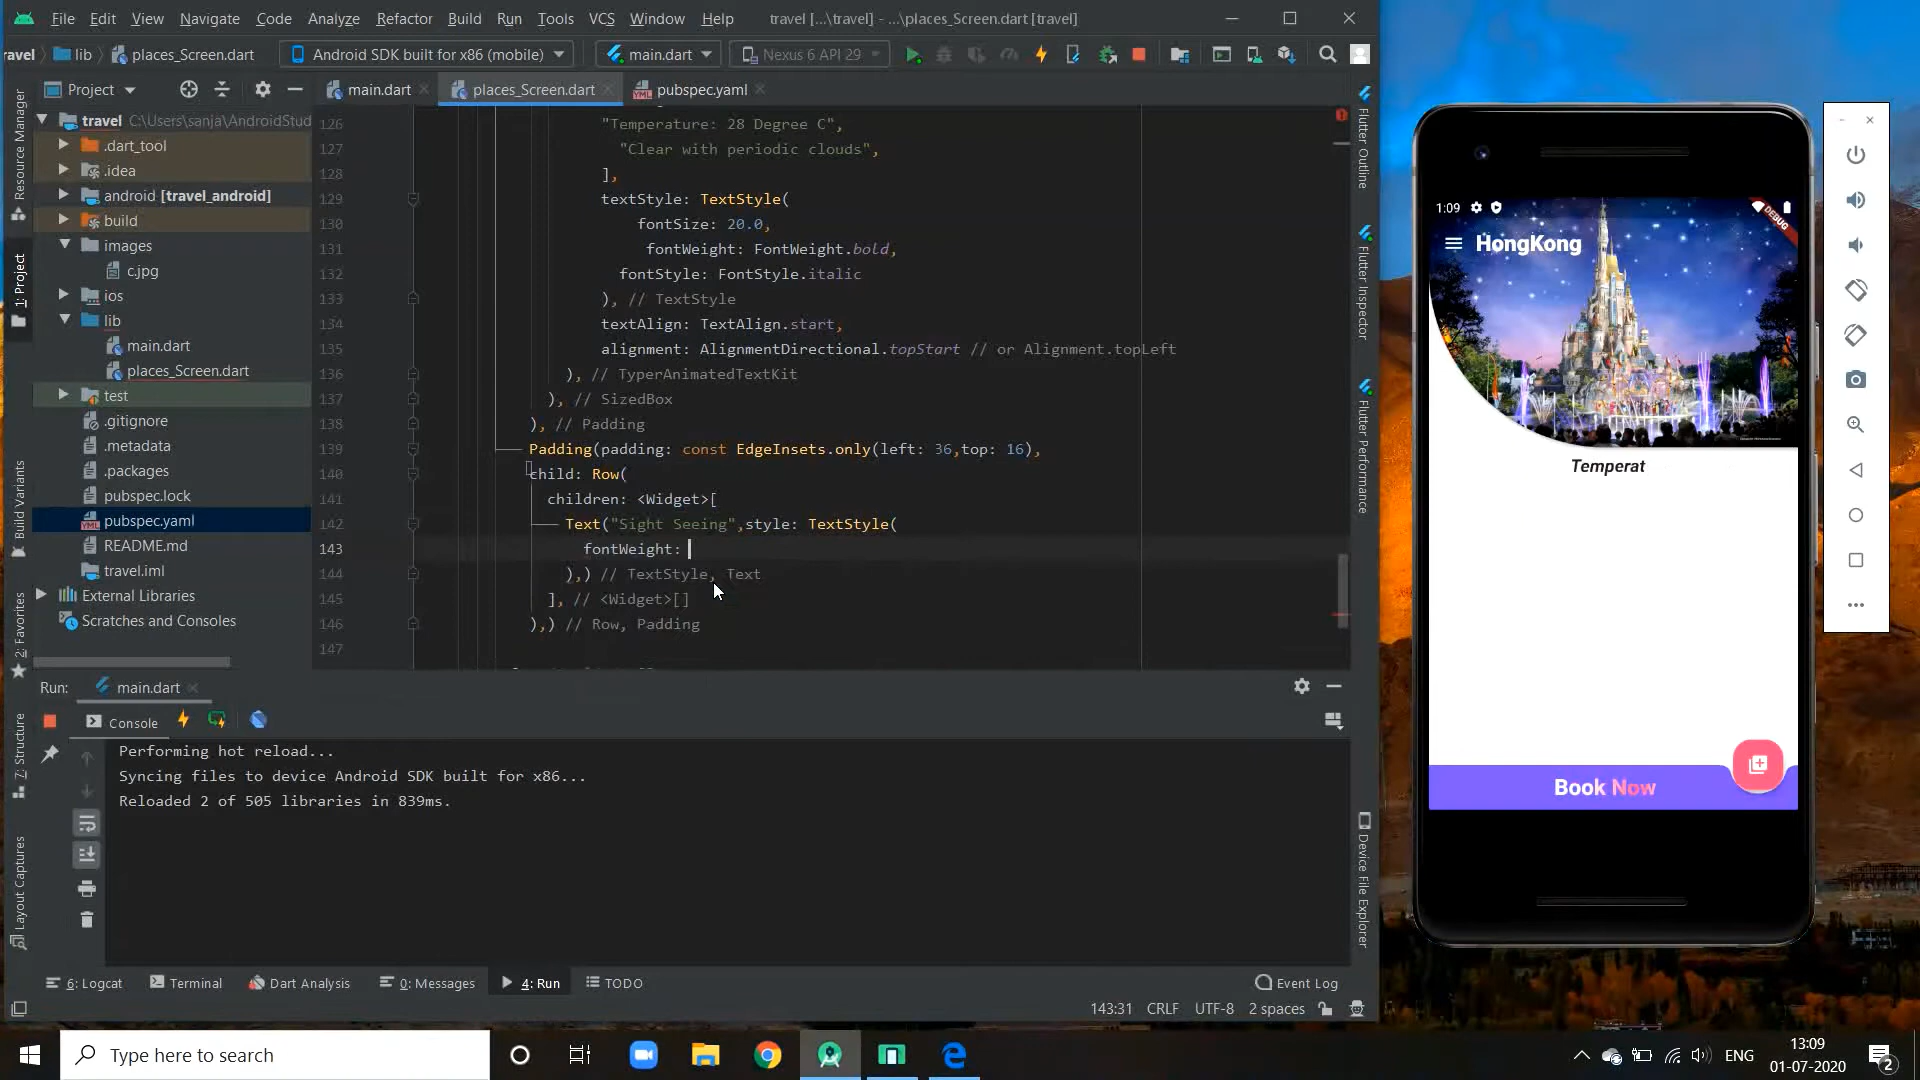 File Edit View Navigate Code Analyze Refactor Build Run Tools VCS Window Help travel [...\travel] - ...\places_Screen.dart [travel]
ravel lib places_Screen.dart Android SDK built for x86 (mobile) main.dart Nexus 6 API 29
Project main.dart places_Screen.dart pubspec.yaml
travel C:\Users\sanja\AndroidStud
.dart_tool
.idea
android [travel_android]
build
images
c.jpg
ios
lib
main.dart
places_Screen.dart
test
.gitignore
.metadata
.packages
pubspec.lock
pubspec.yaml
README.md
travel.iml
External Libraries
Scratches and Consoles
Resource Manager
1: Project
Build Variants
2: Favorites
7: Structure
Layout Captures
126 "Temperature: 28 Degree C",
127 "Clear with periodic clouds",
128 ],
129 textStyle: TextStyle(
130 fontSize: 20.0,
131 fontWeight: FontWeight.bold,
132 fontStyle: FontStyle.italic
133 ), // TextStyle
134 textAlign: TextAlign.start,
135 alignment: AlignmentDirectional.topStart // or Alignment.topLeft
136 ), // TyperAnimatedTextKit
137 ), // SizedBox
138 ), // Padding
139 Padding(padding: const EdgeInsets.only(left: 36,top: 16),
140 child: Row(
141 children: <Widget>[
142 Text("Sight Seeing",style: TextStyle(
143 fontWeight:
144 ),) // TextStyle, Text
145 ], // <Widget>[]
146 ),) // Row, Padding
147
Flutter Outline
Flutter Inspector
Flutter Performance
Device File Explorer
Run: main.dart
Console
Performing hot reload...
Syncing files to device Android SDK built for x86...
Reloaded 2 of 505 libraries in 839ms.
6: Logcat Terminal Dart Analysis 0: Messages 4: Run TODO Event Log
143:31 CRLF UTF-8 2 spaces
1:09
DEBUG
HongKong
Temperat
Book Now
Type here to search
ENG
13:09
01-07-2020
2